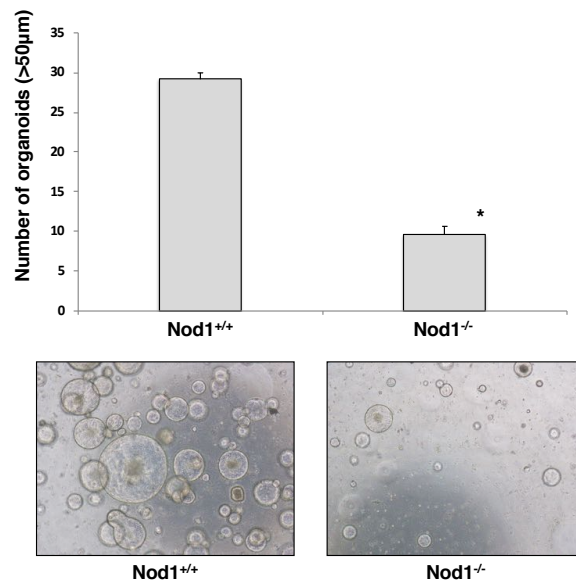 Number of organoids (>50µm)
35
30
25
20
15
10
5
0
*
Nod1+/+
Nod1-/-
Nod1+/+
Nod1-/-